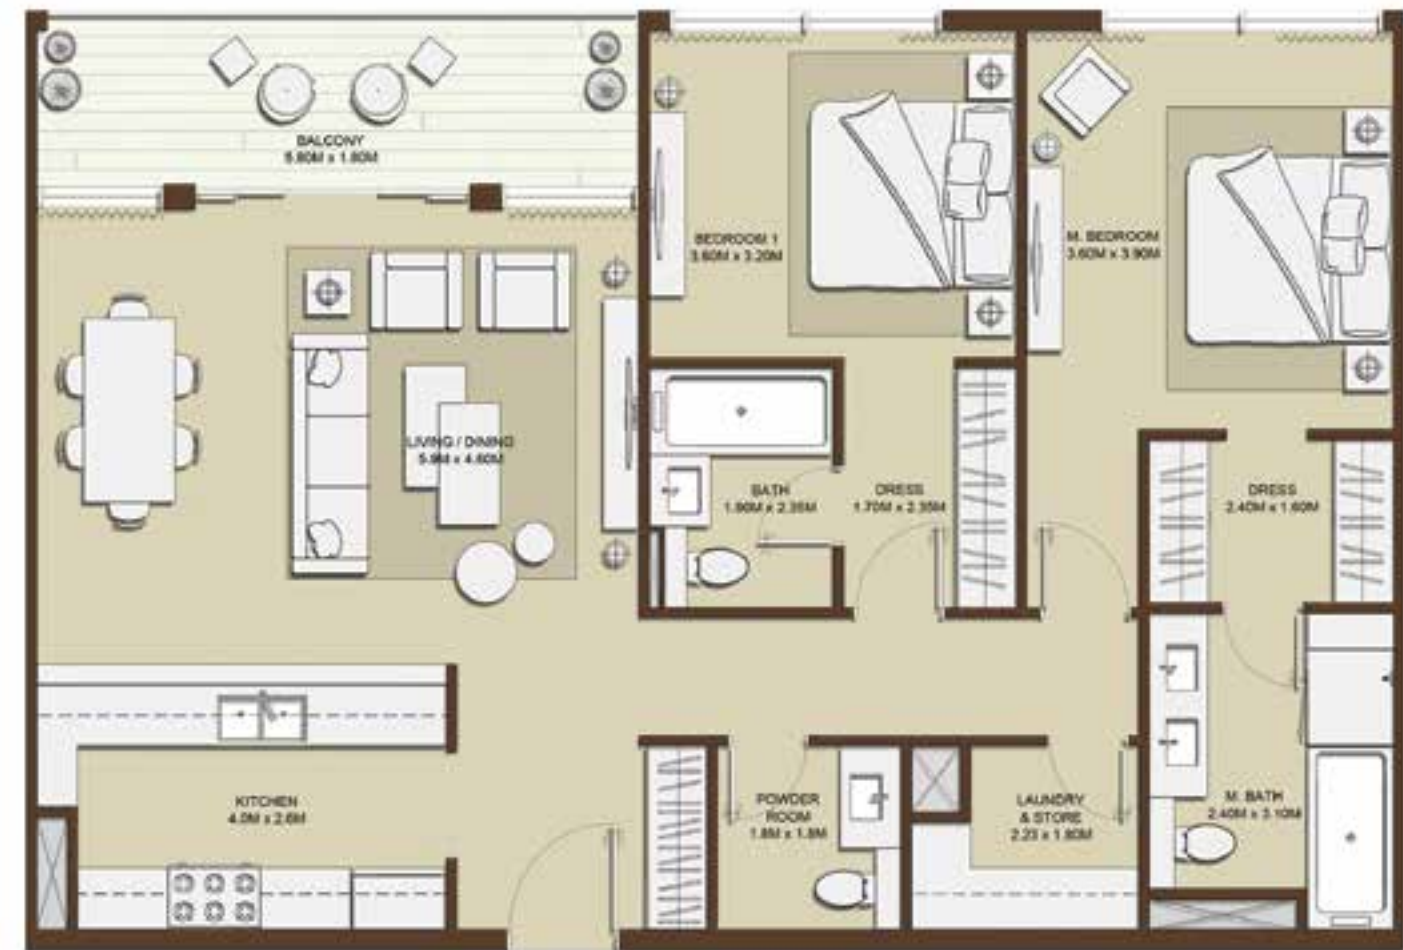 BALCONY
5.80M x 1.80M
BEDROOM 1
3.60M x 3.20M
M. BEDROOM
3.60M x 3.90M
LIVING / DINING
5.9M x 4.60M
BATH
1.90M x 2.35M
DRESS
1.70M x 2.35M
DRESS
2.40M x 1.60M
KITCHEN
4.0M x 2.6M
POWDER
ROOM
1.8M x 1.8M
LAUNDRY
& STORE
2.23 x 1.80M
M. BATH
2.40M x 3.10M